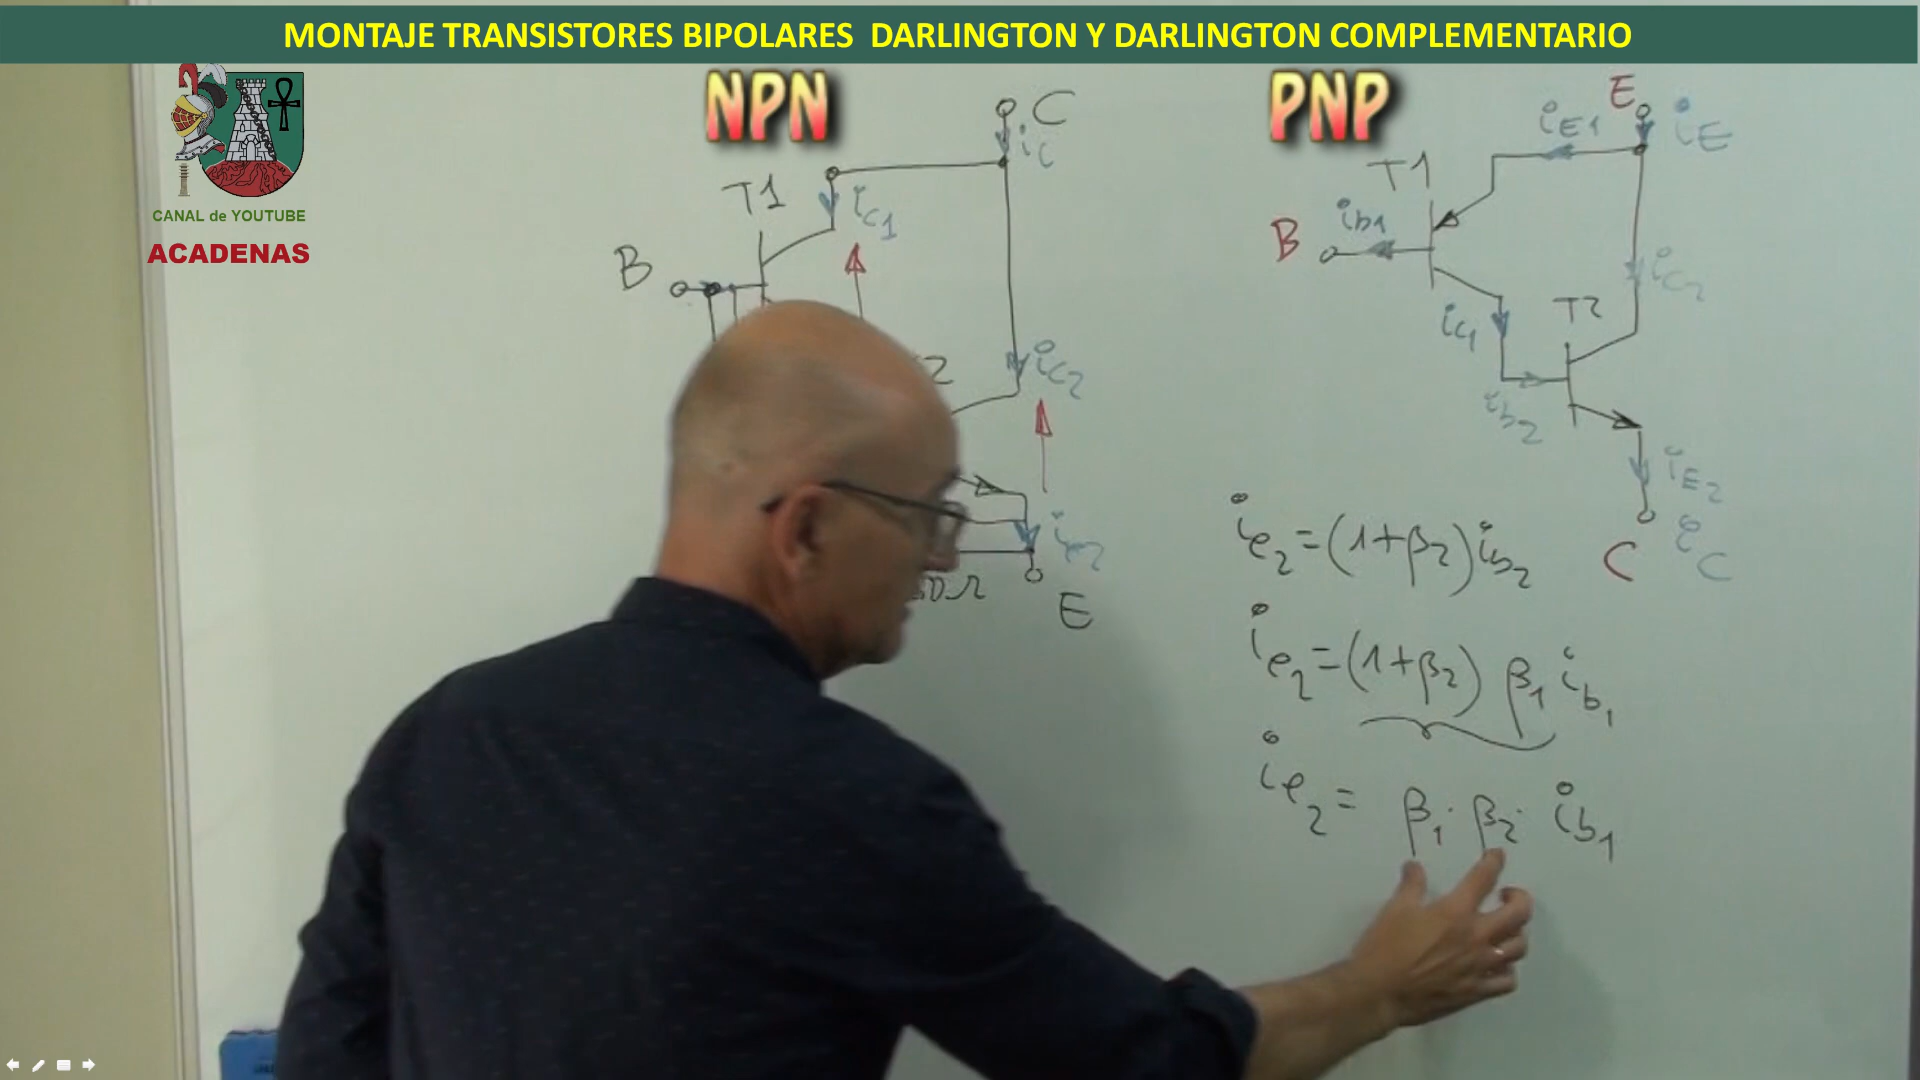 MONTAJE TRANSISTORES BIPOLARES DARLINGTON Y DARLINGTON COMPLEMENTARIO
CANAL de YOUTUBE
ACADENAS
NPN
C
iC
T1
iC1
B
2
iC2
ie2
E
PNP
E
iE1
iE
T1
ib1
B
iC2
iC1
T2
ib2
iE2
C
iC
ie2=(1+β2)ib2
ie2=(1+β2) β1 ib1
ie2= β1·β2· ib1